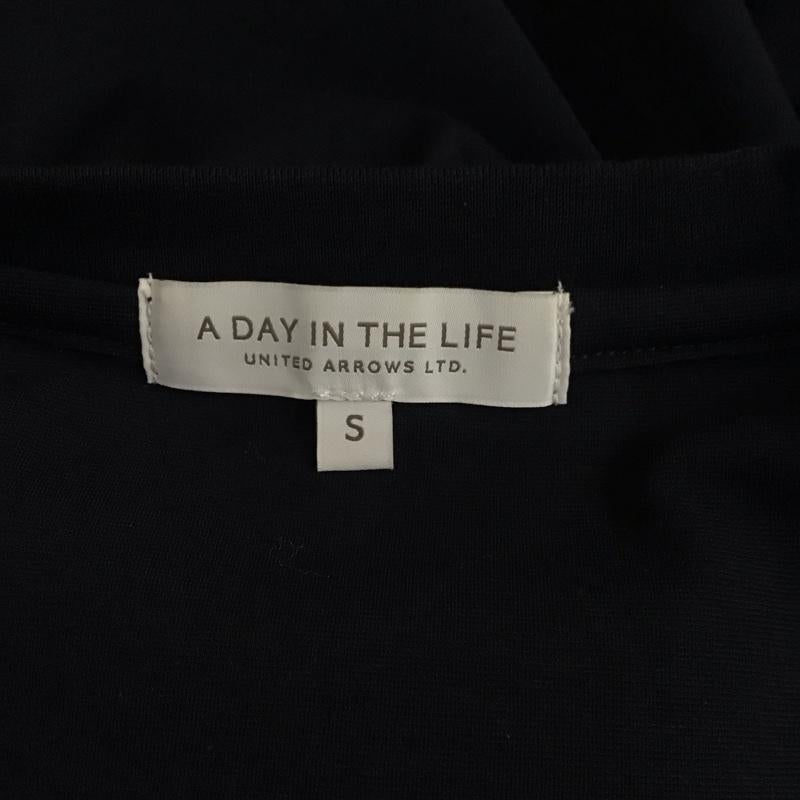 A DAY IN THE LIFE
UNITED ARROWS LTD.
S